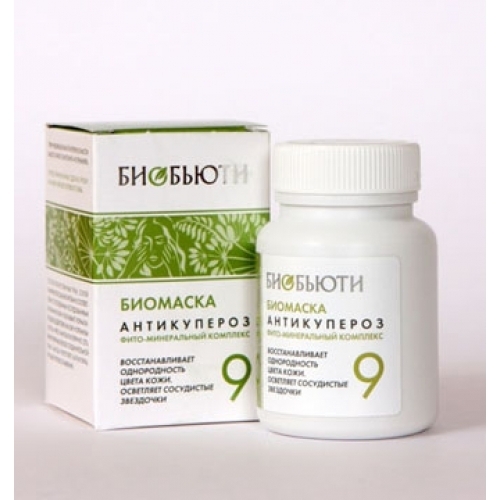 БИОБЬЮТИ
БИОМАСКА
АНТИКУПЕРОЗ
ФИТО-МИНЕРАЛЬНЫЙ КОМПЛЕКС
ВОССТАНАВЛИВАЕТ
ОДНОРОДНОСТЬ
ЦВЕТА КОЖИ.
ОСВЕТЛЯЕТ СОСУДИСТЫЕ
ЗВЕЗДОЧКИ
9
БИОБЬЮТИ
БИОМАСКА
АНТИКУПЕРОЗ
ФИТО-МИНЕРАЛЬНЫЙ КОМПЛЕКС
ВОССТАНАВЛИВАЕТ
ОДНОРОДНОСТЬ
ЦВЕТА КОЖИ.
ОСВЕТЛЯЕТ СОСУДИСТЫЕ
ЗВЕЗДОЧКИ
9